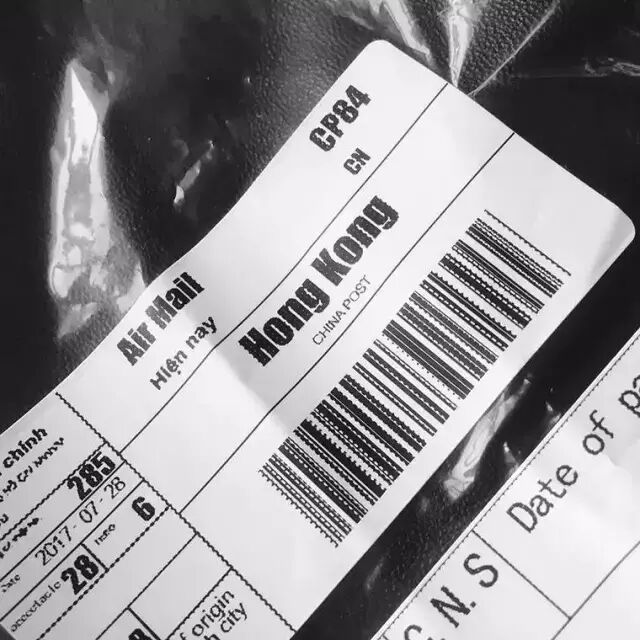 CP84
CN
Air Mail
Hiện nay
Hong Kong
CHINA POST
chính
285
2017-07-28
28
6
origin
city
Date of
N.S